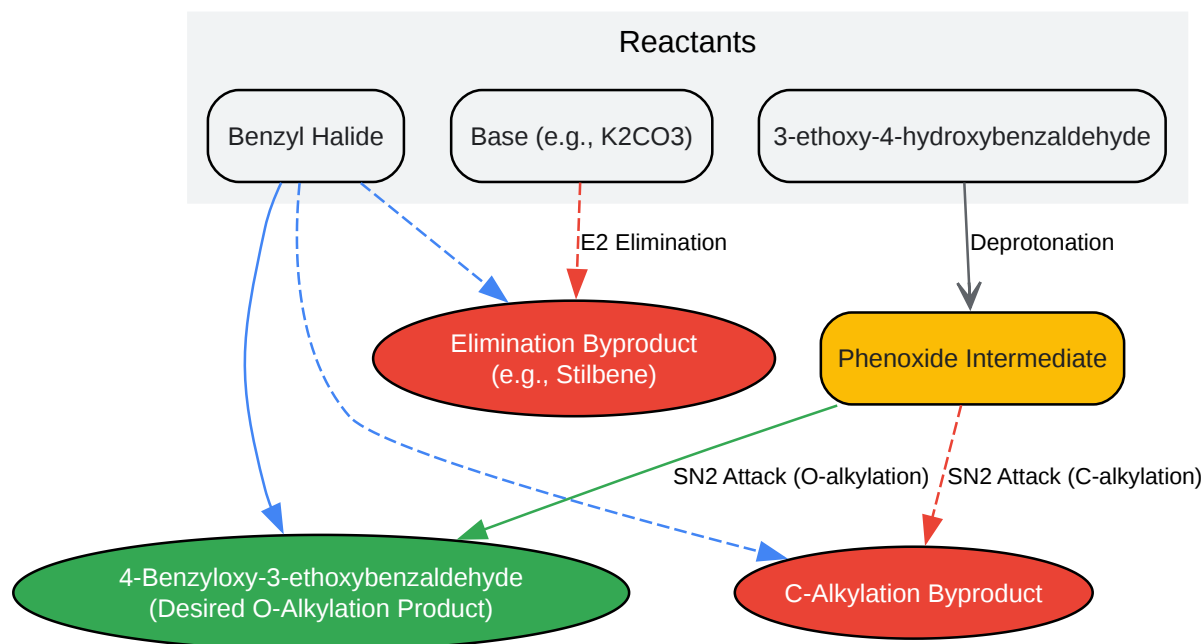 Reactants
Benzyl Halide
Base (e.g., K2CO3)
3-ethoxy-4-hydroxybenzaldehyde
E2 Elimination
Deprotonation
Elimination Byproduct
(e.g., Stilbene)
Phenoxide Intermediate
SN2 Attack (O-alkylation)
SN2 Attack (C-alkylation)
4-Benzyloxy-3-ethoxybenzaldehyde
(Desired O-Alkylation Product)
C-Alkylation Byproduct